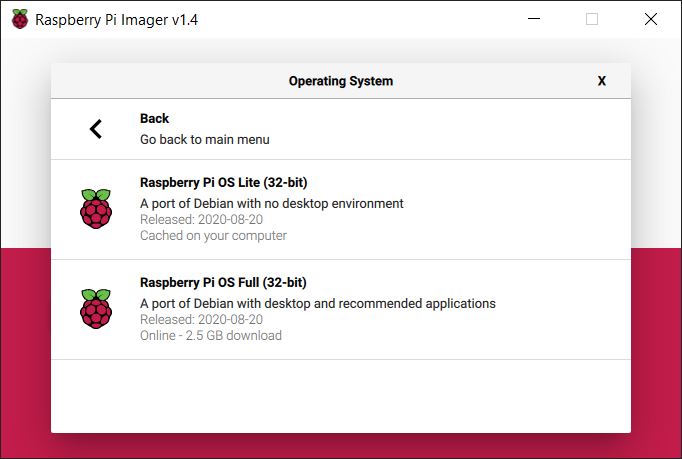 Raspberry Pi Imager v1.4
Operating System X
Back
Go back to main menu
Raspberry Pi OS Lite (32-bit)
A port of Debian with no desktop environment
Released: 2020-08-20
Cached on your computer
Raspberry Pi OS Full (32-bit)
A port of Debian with desktop and recommended applications
Released: 2020-08-20
Online - 2.5 GB download